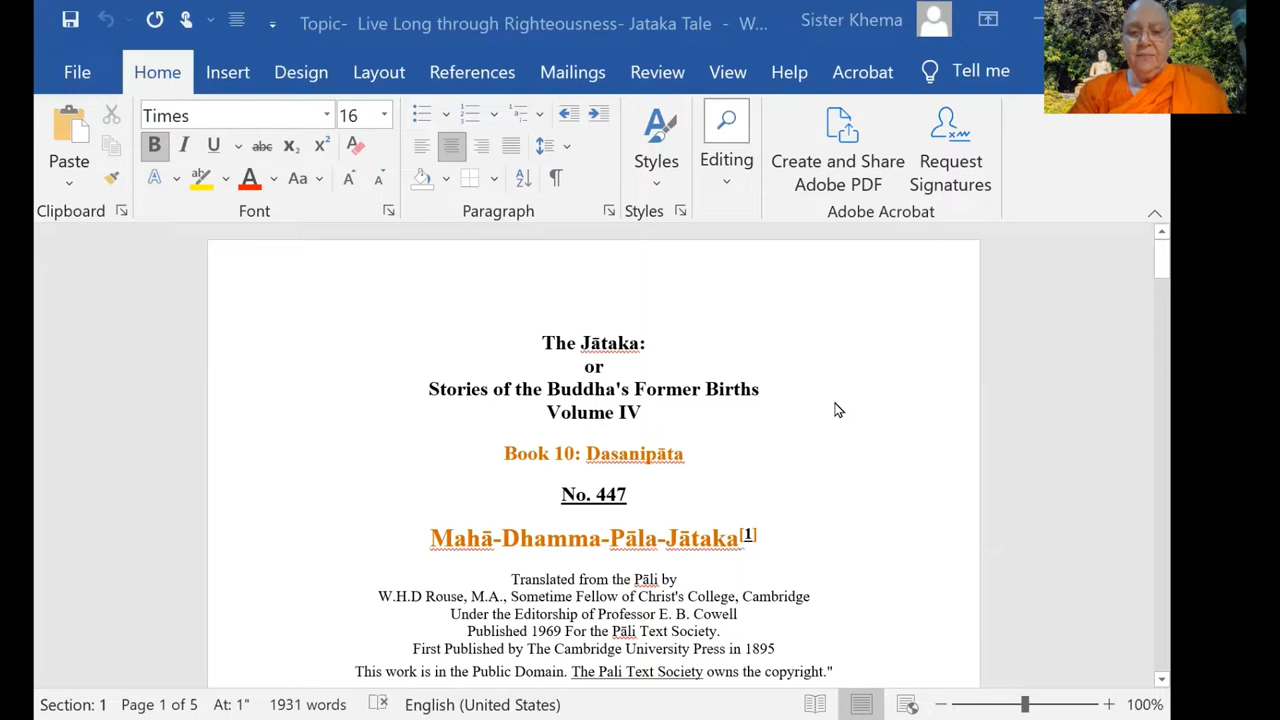 Topic- Live Long through Righteousness- Jataka Tale - W...
Sister Khema
File Home Insert Design Layout References Mailings Review View Help Acrobat Tell me
Times 16
Paste
B I U abc x₂ x² A
A Aa A A
Styles
Editing
Create and Share
Adobe PDF
Request
Signatures
Clipboard Font Paragraph Styles Adobe Acrobat
The Jātaka:
or
Stories of the Buddha's Former Births
Volume IV
Book 10: Dasanipāta
No. 447
Mahā-Dhamma-Pāla-Jātaka[1]
Translated from the Pāli by
W.H.D Rouse, M.A., Sometime Fellow of Christ's College, Cambridge
Under the Editorship of Professor E. B. Cowell
Published 1969 For the Pāli Text Society.
First Published by The Cambridge University Press in 1895
This work is in the Public Domain. The Pali Text Society owns the copyright."
Section: 1 Page 1 of 5 At: 1" 1931 words English (United States) 100%